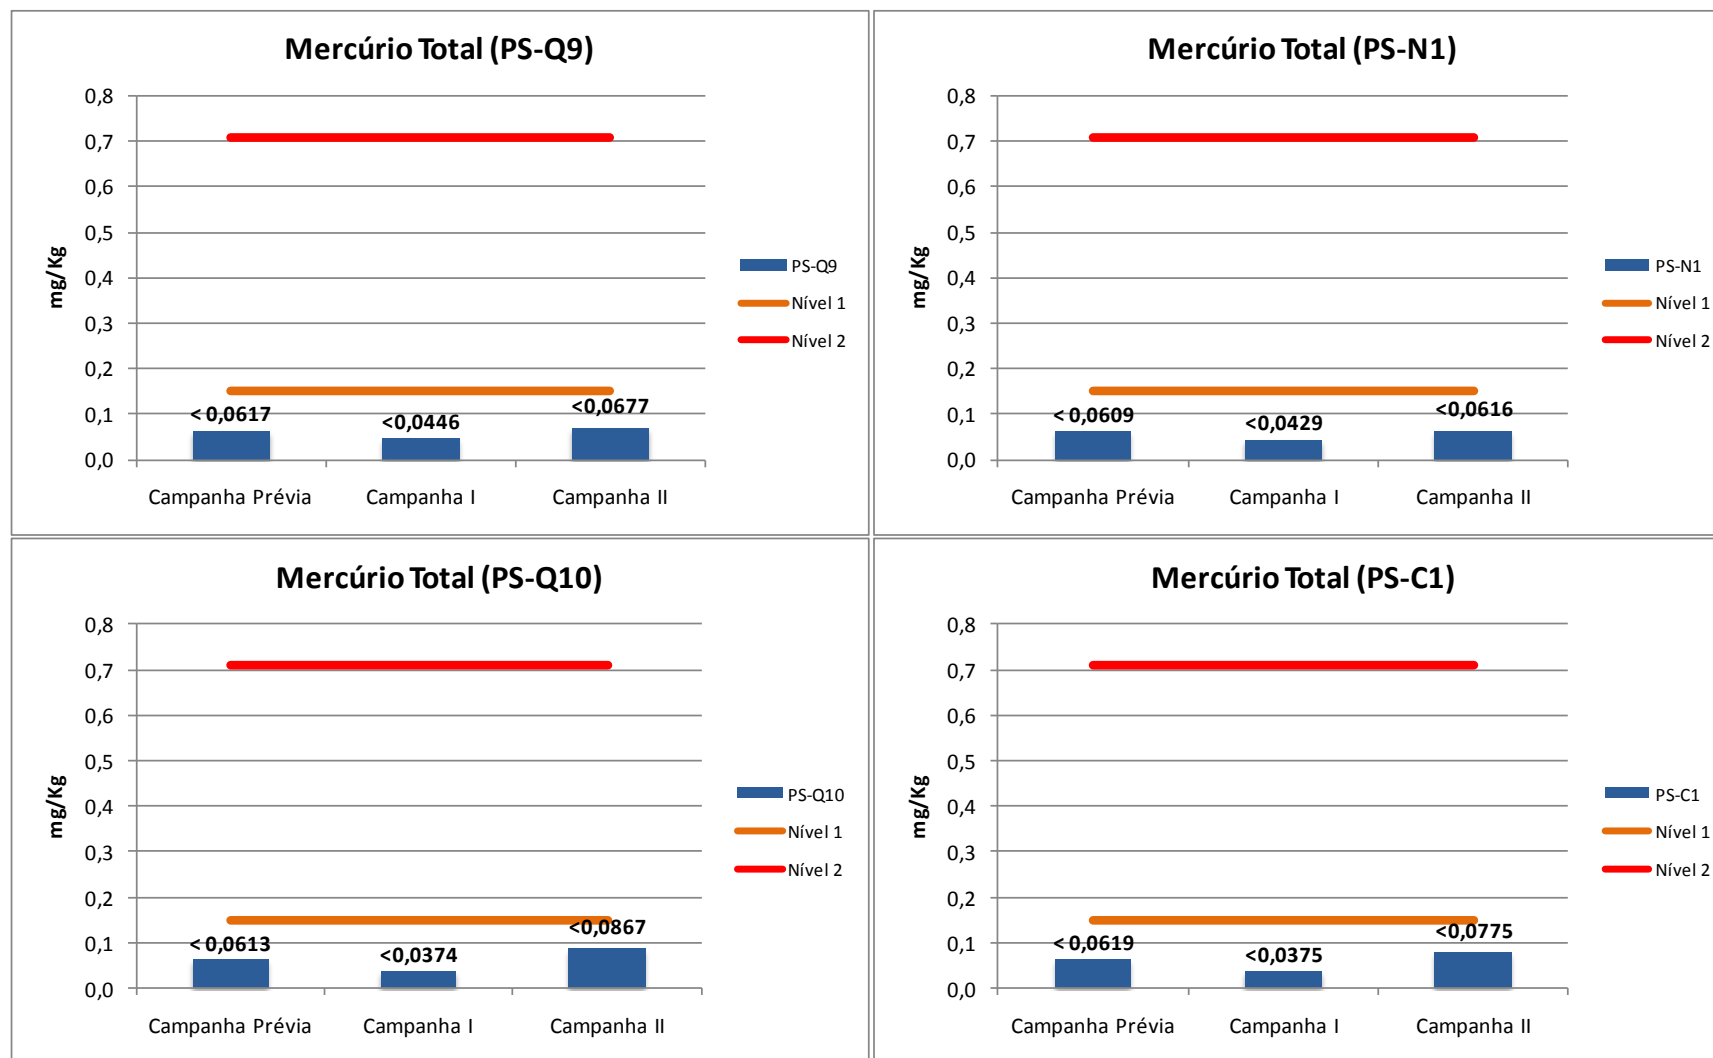 Mercúrio Total (PS-Q9)
0,8
0,7
0,6
0,5
0,4
0,3
0,2
0,1
0,0
mg/Kg
< 0,0617
<0,0446
<0,0677
Campanha Prévia
Campanha I
Campanha II
PS-Q9
Nível 1
Nível 2
Mercúrio Total (PS-N1)
0,8
0,7
0,6
0,5
0,4
0,3
0,2
0,1
0,0
mg/Kg
< 0,0609
<0,0429
<0,0616
Campanha Prévia
Campanha I
Campanha II
PS-N1
Nível 1
Nível 2
Mercúrio Total (PS-Q10)
0,8
0,7
0,6
0,5
0,4
0,3
0,2
0,1
0,0
mg/Kg
< 0,0613
<0,0374
<0,0867
Campanha Prévia
Campanha I
Campanha II
PS-Q10
Nível 1
Nível 2
Mercúrio Total (PS-C1)
0,8
0,7
0,6
0,5
0,4
0,3
0,2
0,1
0,0
mg/Kg
< 0,0619
<0,0375
<0,0775
Campanha Prévia
Campanha I
Campanha II
PS-C1
Nível 1
Nível 2